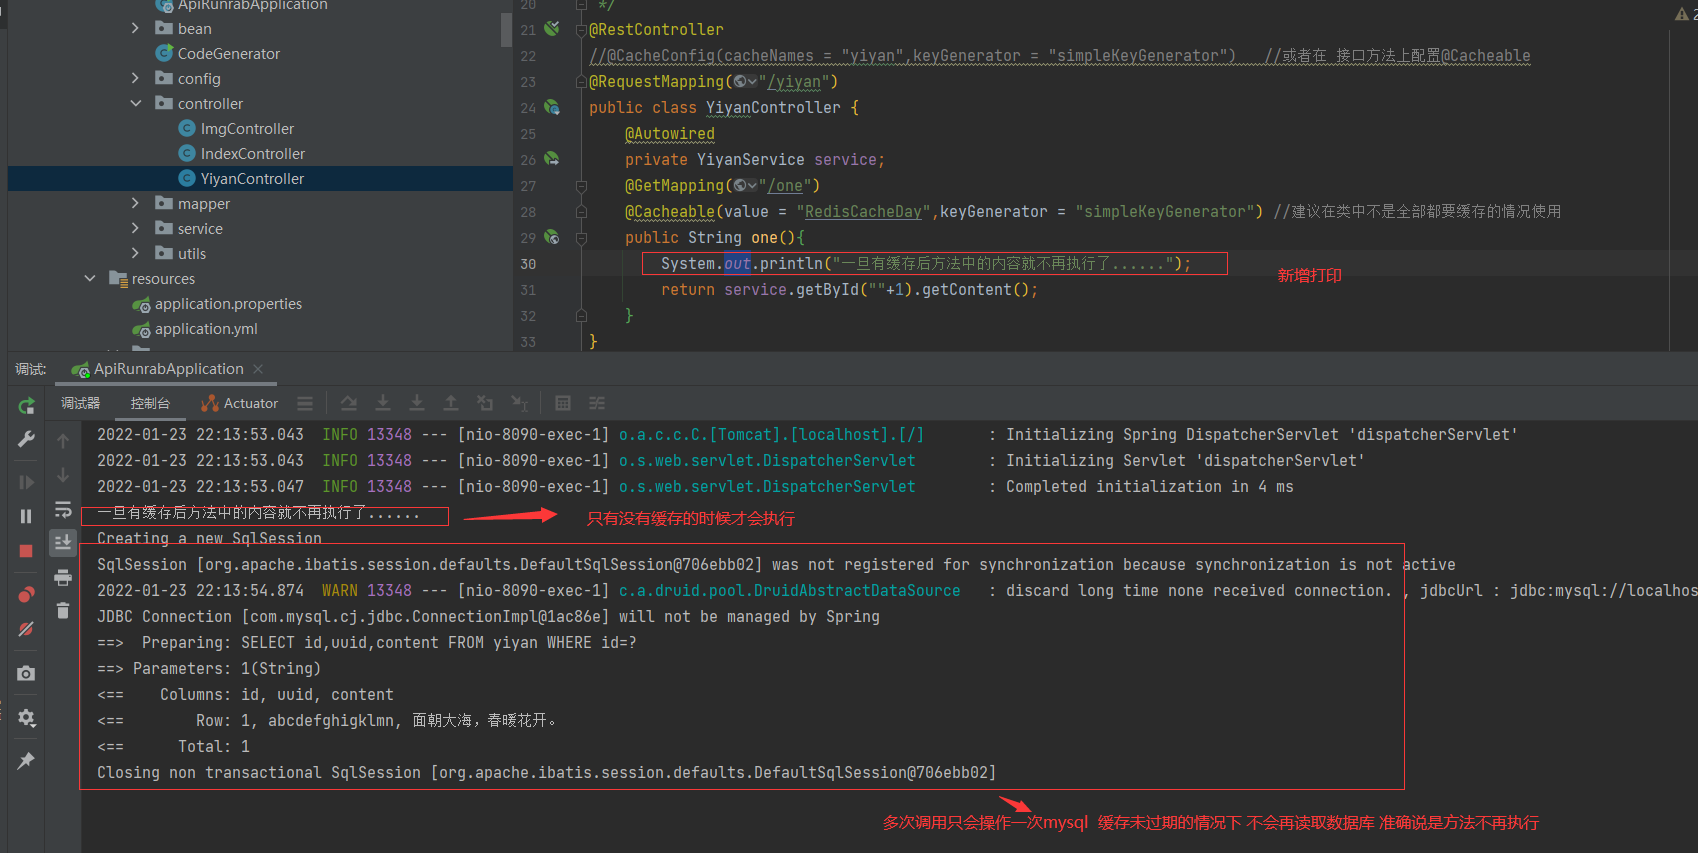 ApiRunrabApplication
bean
CodeGenerator
config
controller
ImgController
IndexController
YiyanController
mapper
service
utils
resources
application.properties
application.yml
20 */
21 @RestController
22 //@CacheConfig(cacheNames = "yiyan",keyGenerator = "simpleKeyGenerator") //或者在 接口方法上配置@Cacheable
23 @RequestMapping("/yiyan")
24 public class YiyanController {
25 @Autowired
26 private YiyanService service;
27 @GetMapping("/one")
28 @Cacheable(value = "RedisCacheDay",keyGenerator = "simpleKeyGenerator") //建议在类中不是全部都要缓存的情况使用
29 public String one(){
30 System.out.println("一旦有缓存后方法中的内容就不再执行了......");
新增打印
31 return service.getById(""+1).getContent();
32 }
33 }
调试: ApiRunrabApplication
调试器 控制台 Actuator
2022-01-23 22:13:53.043 INFO 13348 --- [nio-8090-exec-1] o.a.c.c.C.[Tomcat].[localhost].[/] : Initializing Spring DispatcherServlet 'dispatcherServlet'
2022-01-23 22:13:53.043 INFO 13348 --- [nio-8090-exec-1] o.s.web.servlet.DispatcherServlet : Initializing Servlet 'dispatcherServlet'
2022-01-23 22:13:53.047 INFO 13348 --- [nio-8090-exec-1] o.s.web.servlet.DispatcherServlet : Completed initialization in 4 ms
一旦有缓存后方法中的内容就不再执行了......
只有没有缓存的时候才会执行
Creating a new SqlSession
SqlSession [org.apache.ibatis.session.defaults.DefaultSqlSession@706ebb02] was not registered for synchronization because synchronization is not active
2022-01-23 22:13:54.874 WARN 13348 --- [nio-8090-exec-1] c.a.druid.pool.DruidAbstractDataSource : discard long time none received connection. , jdbcUrl : jdbc:mysql://localhos
JDBC Connection [com.mysql.cj.jdbc.ConnectionImpl@1ac86e] will not be managed by Spring
==> Preparing: SELECT id,uuid,content FROM yiyan WHERE id=?
==> Parameters: 1(String)
<== Columns: id, uuid, content
<== Row: 1, abcdefghigklmn, 面朝大海，春暖花开。
<== Total: 1
Closing non transactional SqlSession [org.apache.ibatis.session.defaults.DefaultSqlSession@706ebb02]
多次调用只会操作一次mysql 缓存未过期的情况下 不会再读取数据库 准确说是方法不再执行